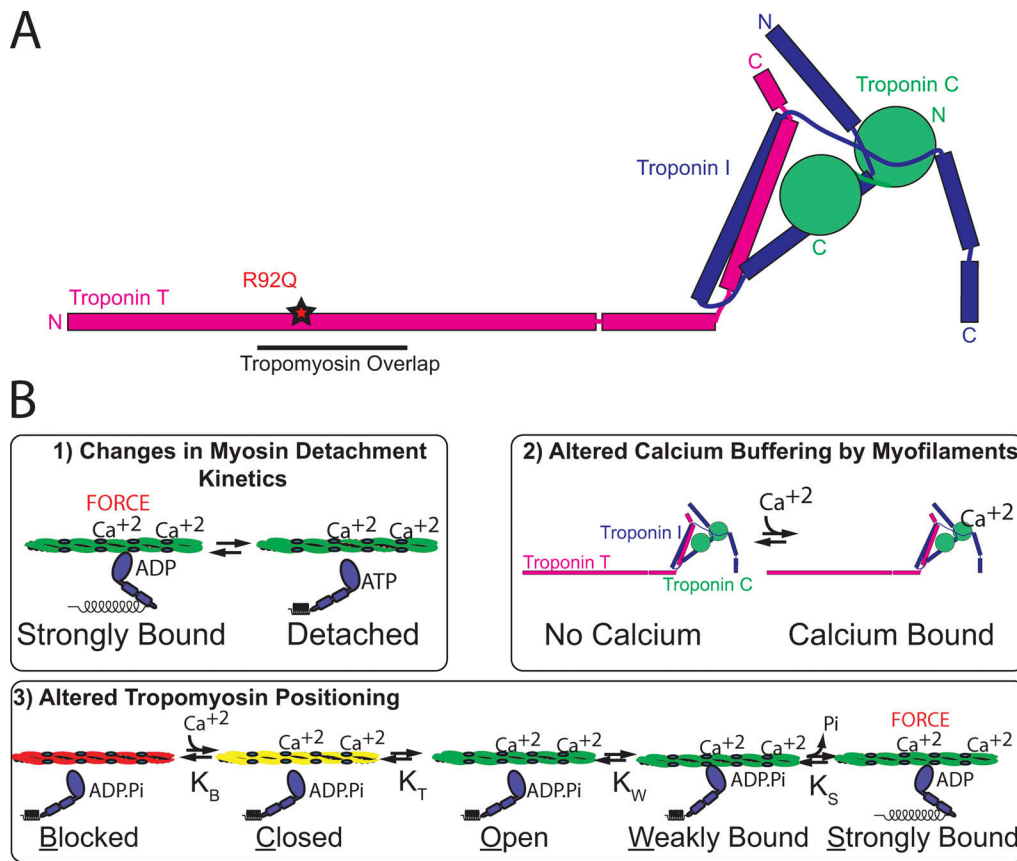 A
N
C
Troponin C
N
Troponin I
C
R92Q
Troponin T
N
Tropomyosin Overlap
C
B
1) Changes in Myosin Detachment
Kinetics
FORCE
Ca+2 Ca+2
Ca+2 Ca+2
ADP
ATP
Strongly Bound
Detached
2) Altered Calcium Buffering by Myofilaments
Ca+2
Ca+2
Troponin I
Troponin T
Troponin C
No Calcium
Calcium Bound
3) Altered Tropomyosin Positioning
Ca+2
Pi
FORCE
Ca+2 Ca+2
Ca+2 Ca+2
Ca+2 Ca+2
Ca+2 Ca+2
KB
KT
KW
KS
ADP.Pi
ADP.Pi
ADP.Pi
ADP.Pi
ADP
Blocked
Closed
Open
Weakly Bound
Strongly Bound